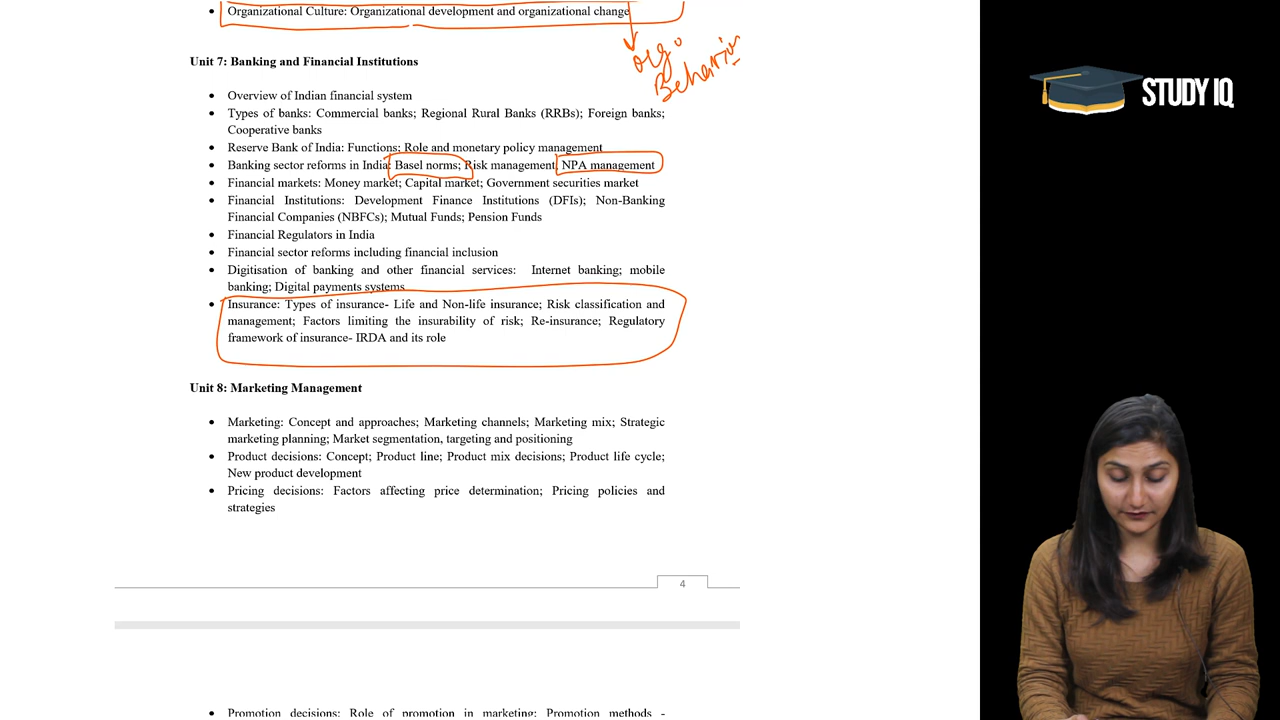 • Organizational Culture: Organizational development and organizational change
orgo
Behavior
Unit 7: Banking and Financial Institutions
• Overview of Indian financial system
• Types of banks: Commercial banks; Regional Rural Banks (RRBs); Foreign banks;
Cooperative banks
• Reserve Bank of India: Functions; Role and monetary policy management
• Banking sector reforms in India: Basel norms; Risk management, NPA management
• Financial markets: Money market; Capital market; Government securities market
• Financial Institutions: Development Finance Institutions (DFIs); Non-Banking
Financial Companies (NBFCs); Mutual Funds; Pension Funds
• Financial Regulators in India
• Financial sector reforms including financial inclusion
• Digitisation of banking and other financial services: Internet banking; mobile
banking; Digital payments systems
• Insurance: Types of insurance- Life and Non-life insurance; Risk classification and
management; Factors limiting the insurability of risk; Re-insurance; Regulatory
framework of insurance- IRDA and its role
Unit 8: Marketing Management
• Marketing: Concept and approaches; Marketing channels; Marketing mix; Strategic
marketing planning; Market segmentation, targeting and positioning
• Product decisions: Concept; Product line; Product mix decisions; Product life cycle;
New product development
• Pricing decisions: Factors affecting price determination; Pricing policies and
strategies
4
• Promotion decisions: Role of promotion in marketing; Promotion methods -
STUDY IQ